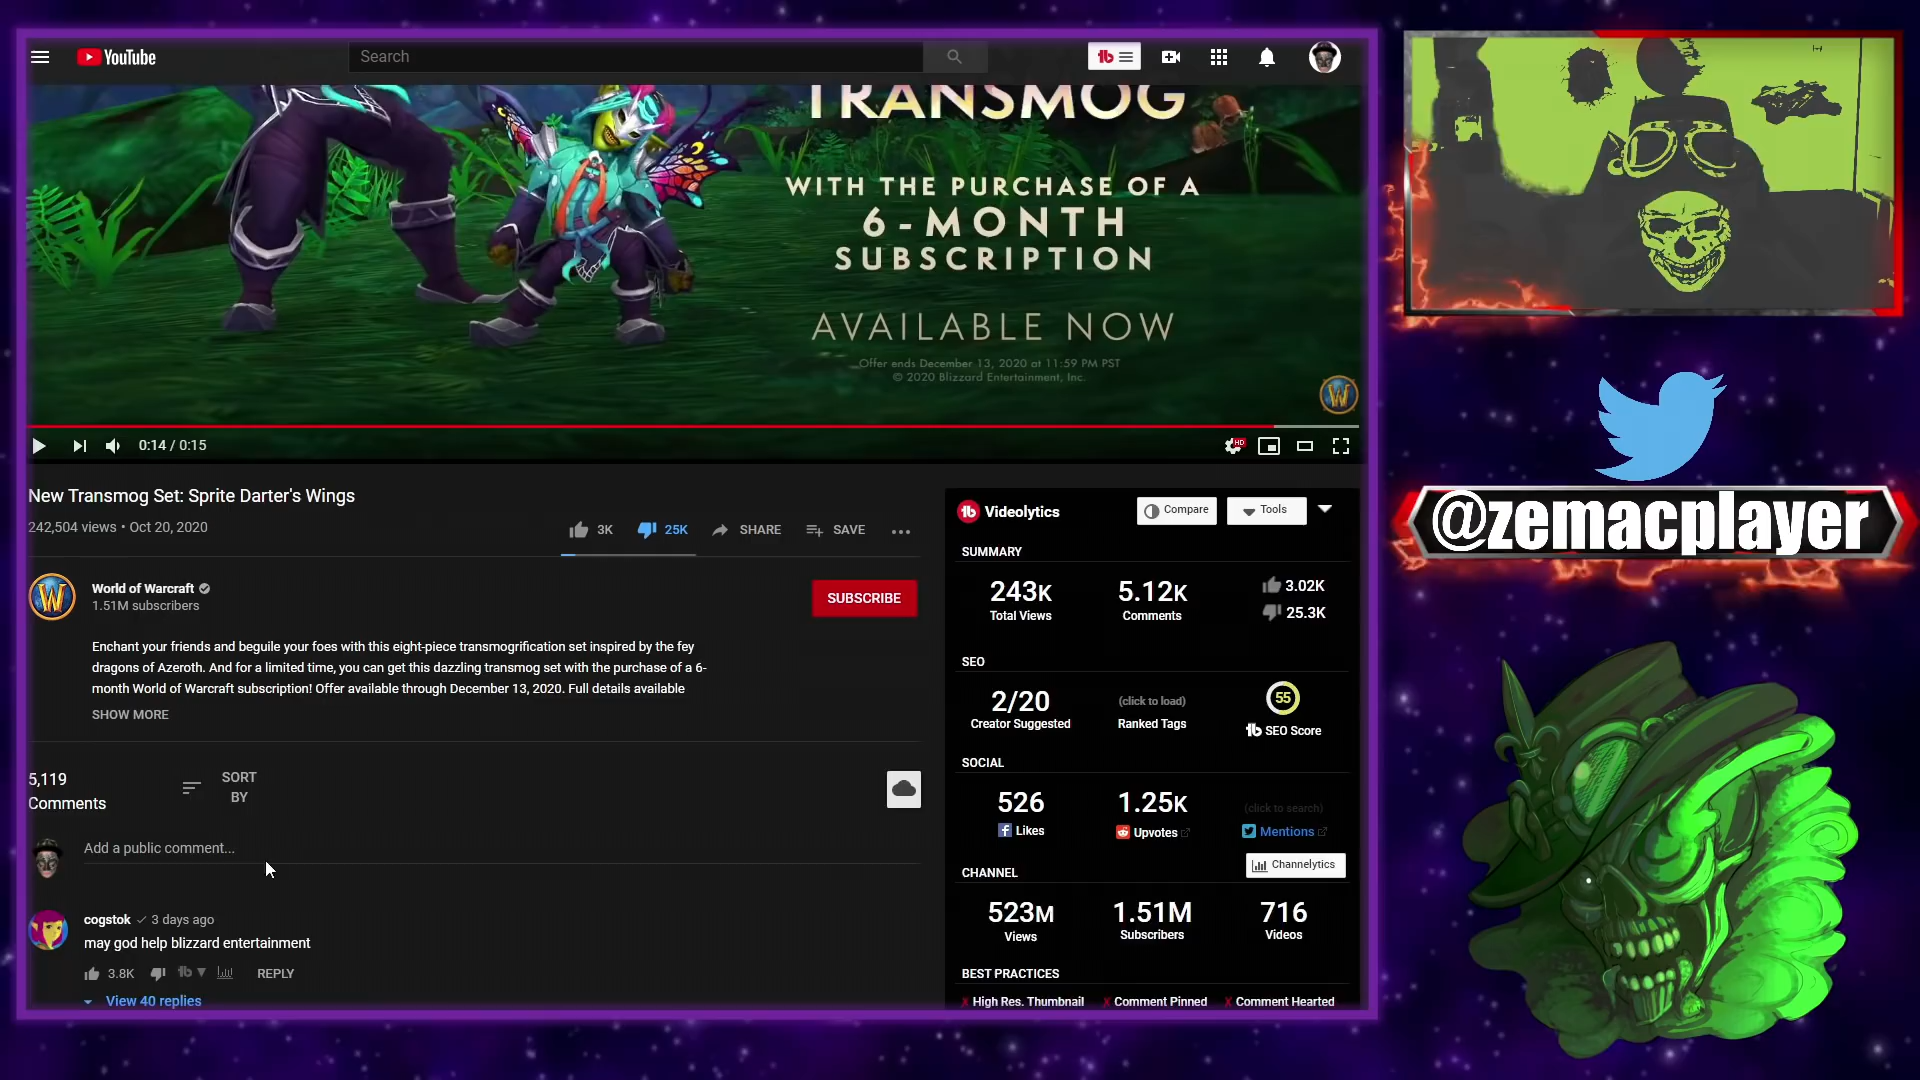 YouTube
Search
TRANSMOG
WITH THE PURCHASE OF A
6-MONTH
SUBSCRIPTION
AVAILABLE NOW
Offer ends December 13, 2020 at 11:59 PM PST
© 2020 Blizzard Entertainment, Inc.
0:14 / 0:15
HD
New Transmog Set: Sprite Darter's Wings
242,504 views • Oct 20, 2020
3K
25K
SHARE
SAVE
World of Warcraft
1.51M subscribers
SUBSCRIBE
Enchant your friends and beguile your foes with this eight-piece transmogrification set inspired by the fey
dragons of Azeroth. And for a limited time, you can get this dazzling transmog set with the purchase of a 6-
month World of Warcraft subscription! Offer available through December 13, 2020. Full details available
SHOW MORE
5,119
Comments
SORT
BY
Add a public comment...
cogstok
3 days ago
may god help blizzard entertainment
3.8K
REPLY
View 40 replies
Videolytics
Compare
Tools
SUMMARY
243K
Total Views
5.12K
Comments
3.02K
25.3K
SEO
2/20
Creator Suggested
(click to load)
Ranked Tags
55
SEO Score
SOCIAL
526
Likes
1.25K
Upvotes
(click to search)
Mentions
CHANNEL
Channelytics
523M
Views
1.51M
Subscribers
716
Videos
BEST PRACTICES
High Res. Thumbnail
Comment Pinned
Comment Hearted
@zemacplayer